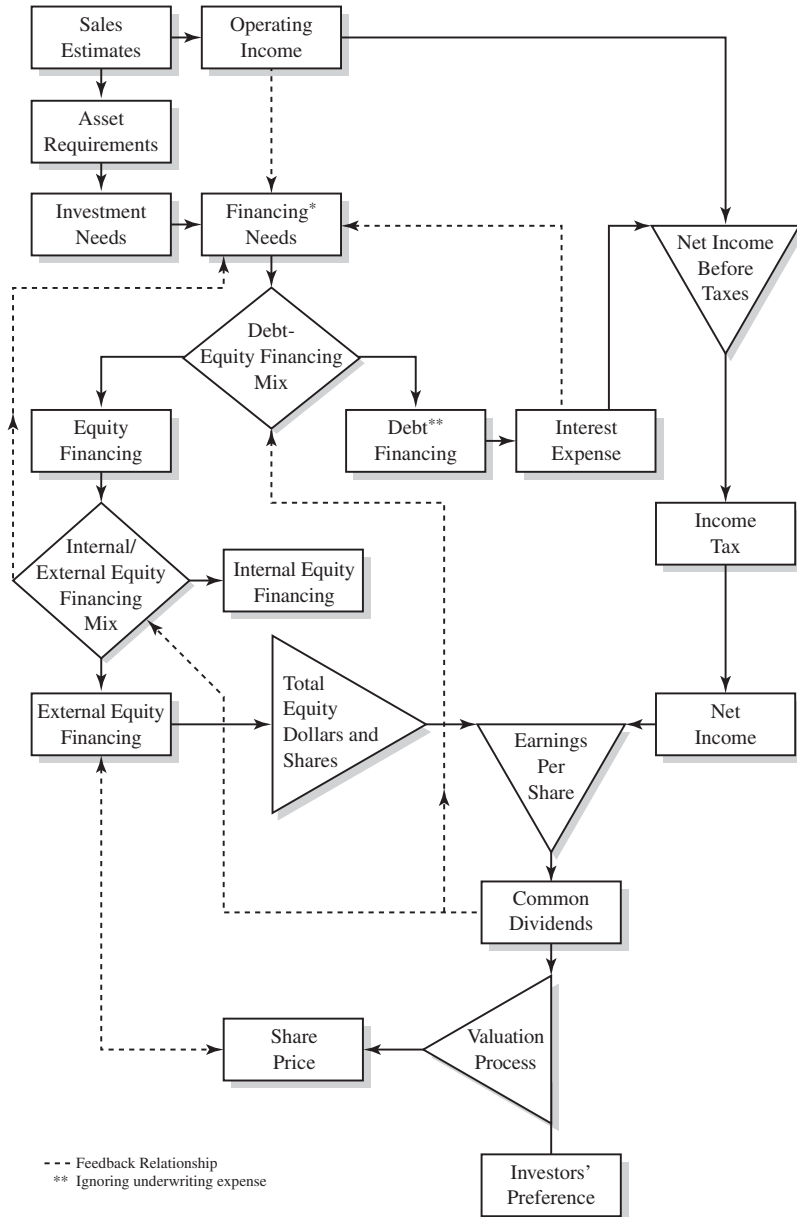 Sales
Estimates
Operating
Income
Asset
Requirements
Investment
Needs
Financing*
Needs
Net Income
Before
Taxes
Debt-
Equity Financing
Mix
Equity
Financing
Debt**
Financing
Interest
Expense
Income
Tax
Internal/
External Equity
Financing
Mix
Internal Equity
Financing
External Equity
Financing
Total
Equity
Dollars and
Shares
Earnings
Per
Share
Net
Income
Common
Dividends
Share
Price
Valuation
Process
Investors'
Preference
Feedback Relationship
** Ignoring underwriting expense